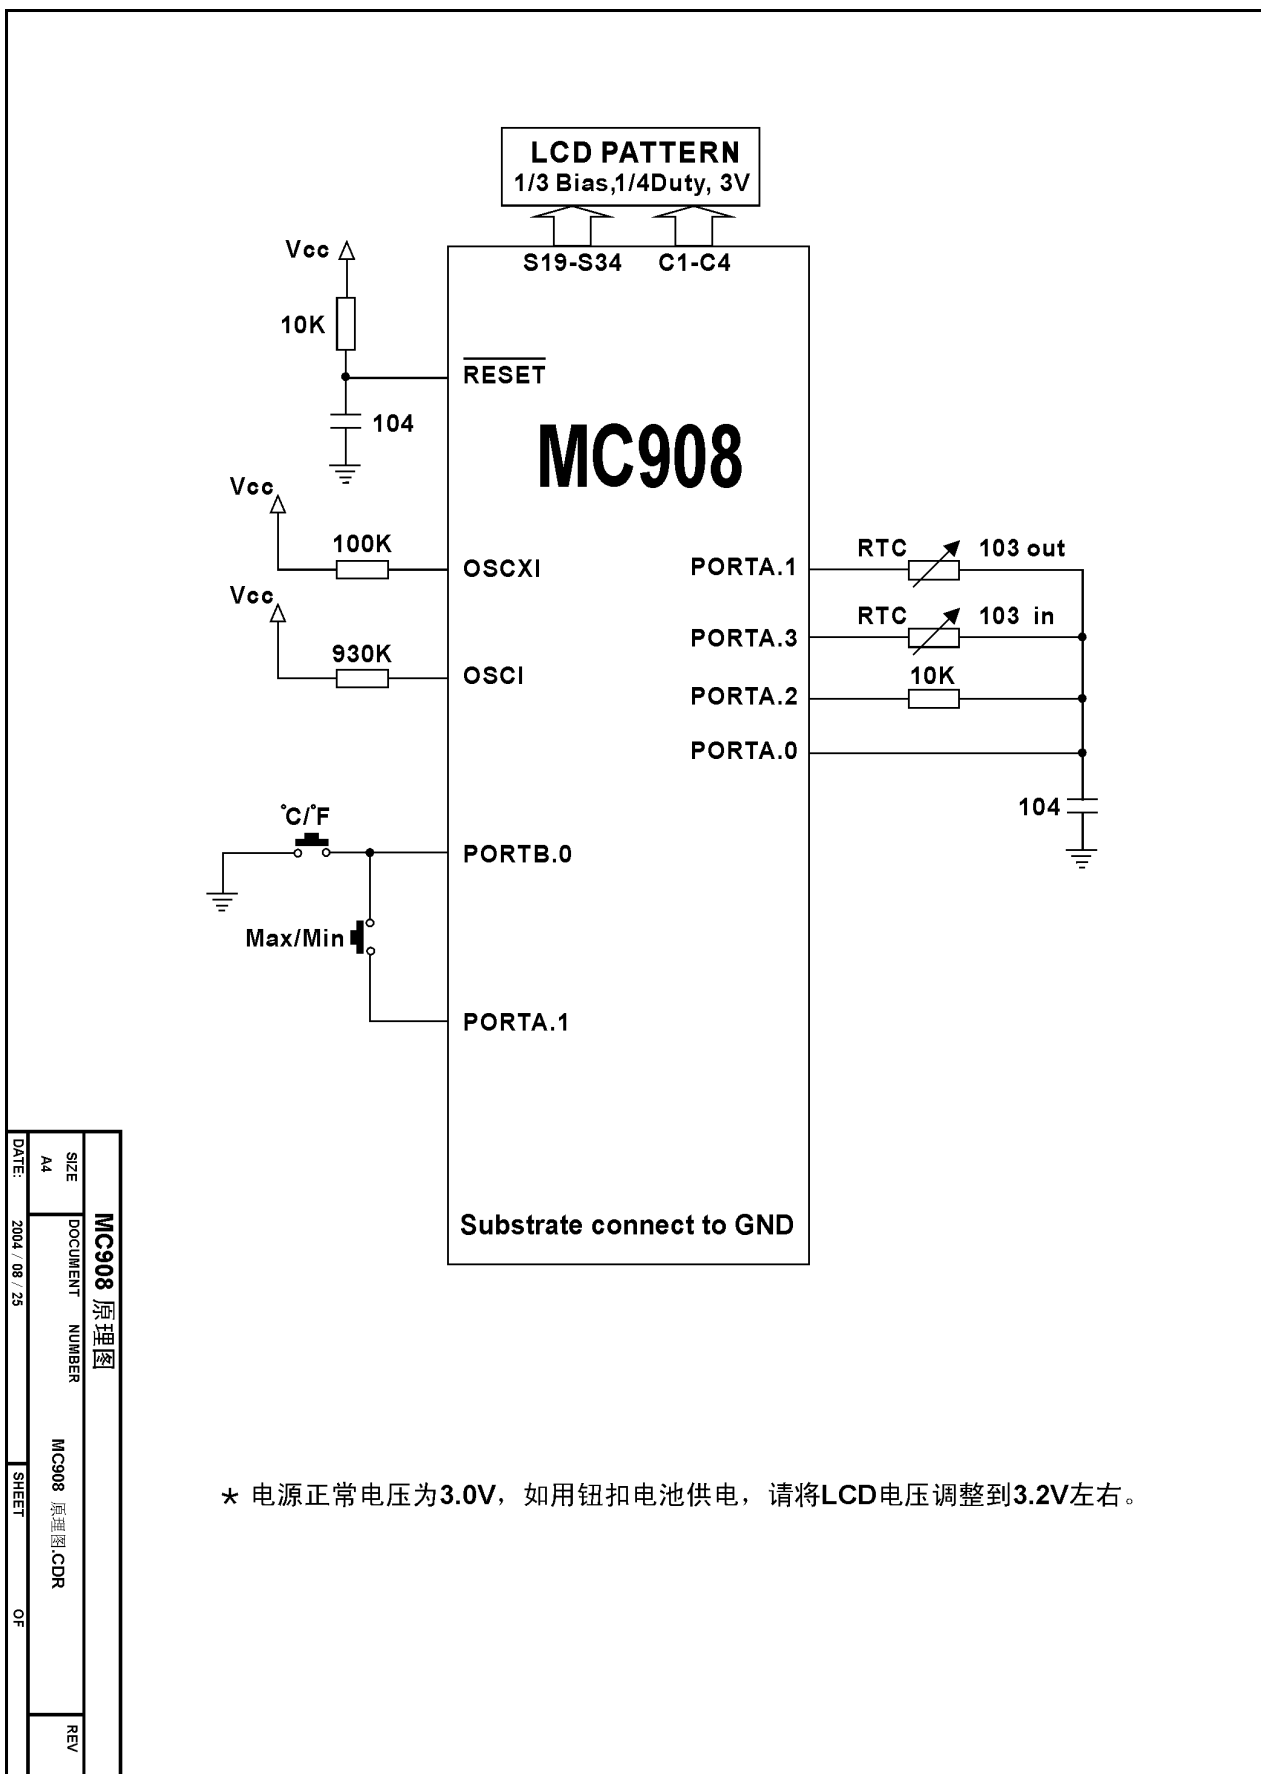 LCD PATTERN
1/3 Bias,1/4Duty, 3V
S19-S34 C1-C4
Vcc
10K
RESET
104
MC908
Vcc
100K
OSCXI
Vcc
930K
OSCI
PORTA.1
RTC 103 out
PORTA.3
RTC 103 in
PORTA.2
10K
PORTA.0
104
°C/°F
PORTB.0
Max/Min
PORTA.1
Substrate connect to GND
* 电源正常电压为3.0V，如用钮扣电池供电，请将LCD电压调整到3.2V左右。
MC908 原理图
SIZE DOCUMENT NUMBER REV
A4 MC908 原理图.CDR
DATE: 2004 / 08 / 25 SHEET OF